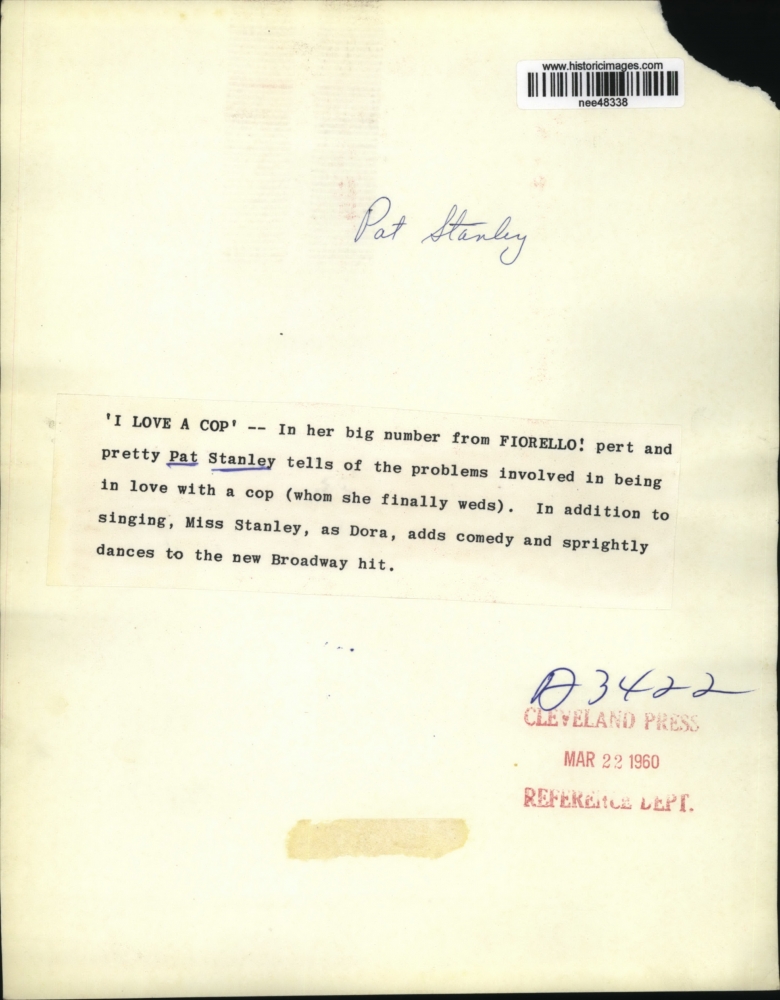 www.historicimages.com
nee48338
Pat Stanley
'I LOVE A COP' -- In her big number from FIORELLO! pert and
pretty Pat Stanley tells of the problems involved in being
in love with a cop (whom she finally weds). In addition to
singing, Miss Stanley, as Dora, adds comedy and sprightly
dances to the new Broadway hit.
D3422
CLEVELAND PRESS
MAR 22 1960
REFERENCE DEPT.